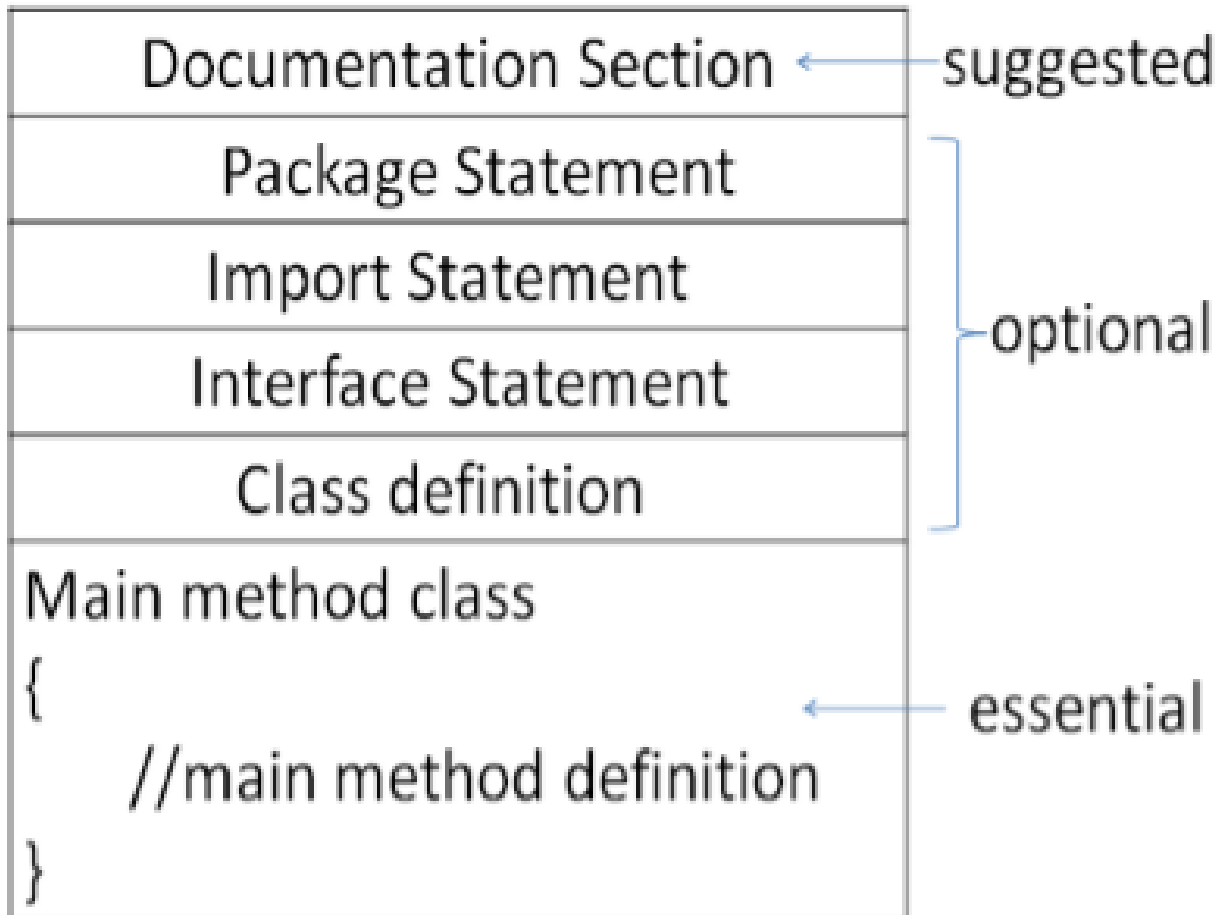 Documentation Section
suggested
Package Statement
Import Statement
Interface Statement
optional
Class definition
Main method class
{
essential
//main method definition
}